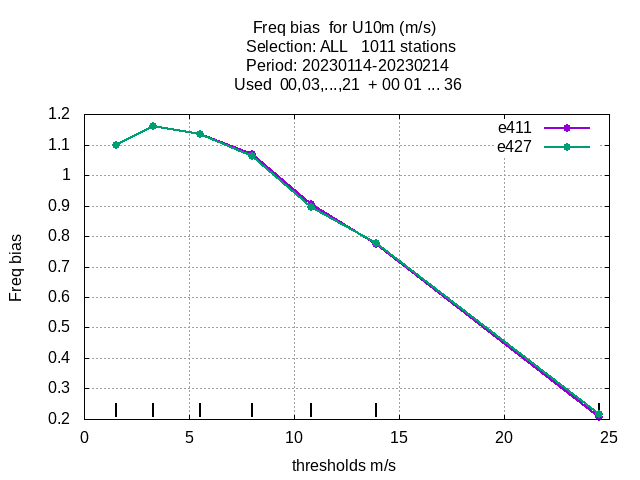 Freq bias  for U10m (m/s)
Selection: ALL   1011 stations
Period: 20230114-20230214
Used  00,03,...,21  + 00 01 ... 36
e411
e427
1.2
1.1
1
0.9
0.8
0.7
0.6
0.5
0.4
0.3
0.2
Freq bias
0 5 10 15 20 25
thresholds m/s